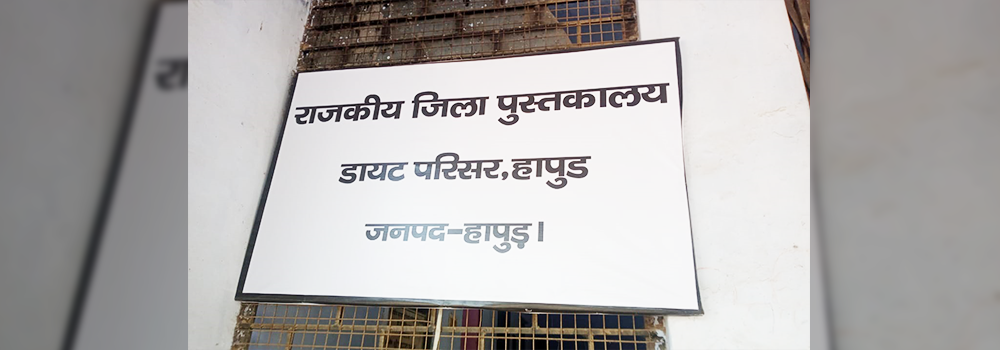 राजकीय जिला पुस्तकालय
डायट परिसर,हापुड
जनपद-हापुड़।